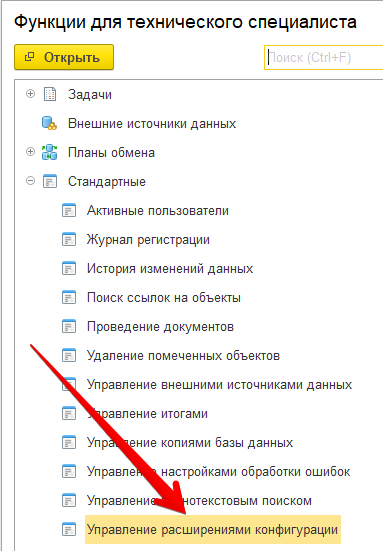 Функции для технического специалиста
Открыть
Поиск (Ctrl+F)
Задачи
Внешние источники данных
Планы обмена
Стандартные
Активные пользователи
Журнал регистрации
История изменений данных
Поиск ссылок на объекты
Проведение документов
Удаление помеченных объектов
Управление внешними источниками данных
Управление итогами
Управление копиями базы данных
Управление настройками обработки ошибок
Управление поиском
Управление расширениями конфигурации